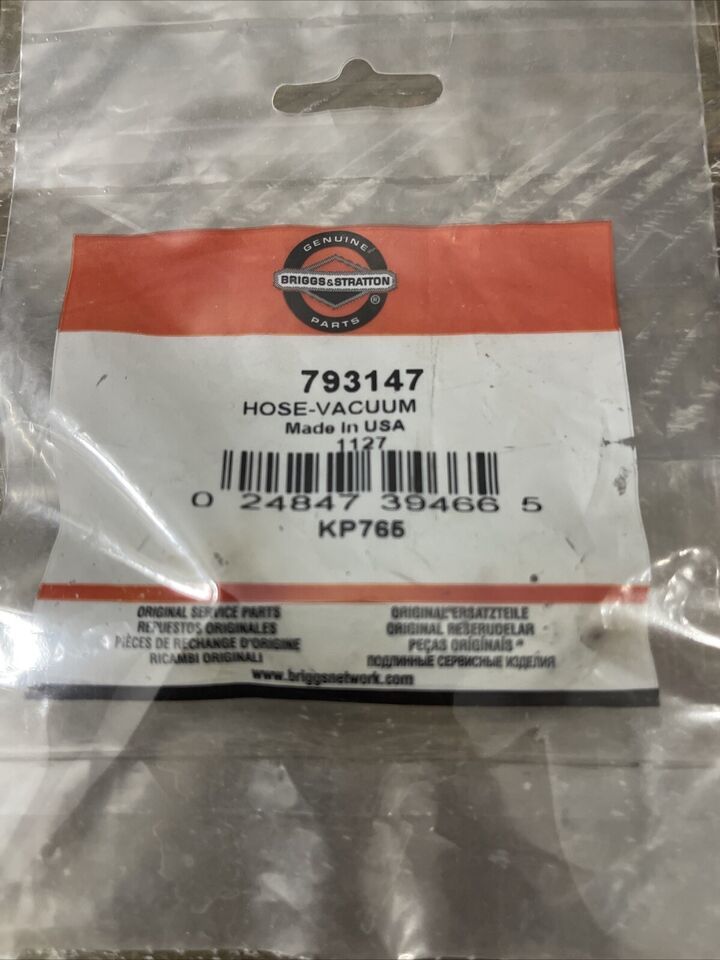 GENUINE
BRIGGS&STRATTON
®
PARTS
793147
HOSE-VACUUM
Made In USA
1127
0 24847 39466 5
KP765
ORIGINAL SERVICE PARTS
REPUESTOS ORIGINALES
PIÈCES DE RECHANGE D'ORIGINE
RICAMBI ORIGINALI
ORIGINAL ERSATZTEILE
ORIGINAL RESERUDELAR
PEÇAS ORIGINAIS
ПОДЛИННЫЕ СЕРВИСНЫЕ ИЗДЕЛИЯ
www.briggsnetwork.com